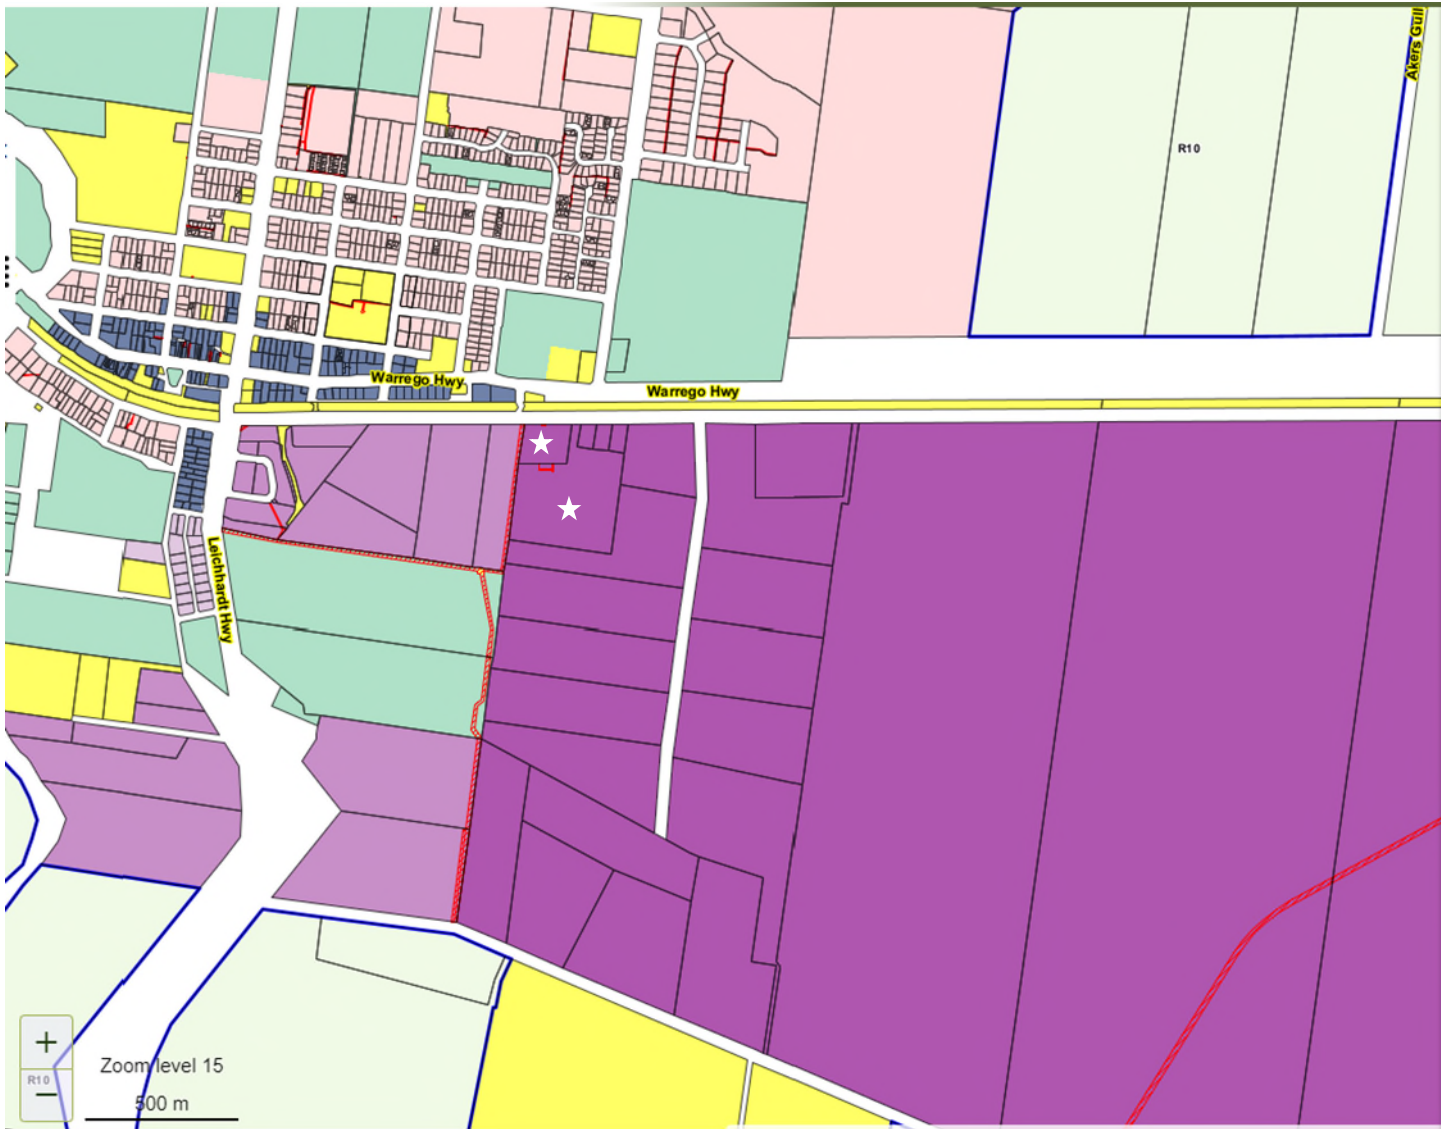 Akers Gull
R10
Warrego Hwy
Warrego Hwy
Leichhardt Hwy
+
Zoom level 15
R10
−
500 m